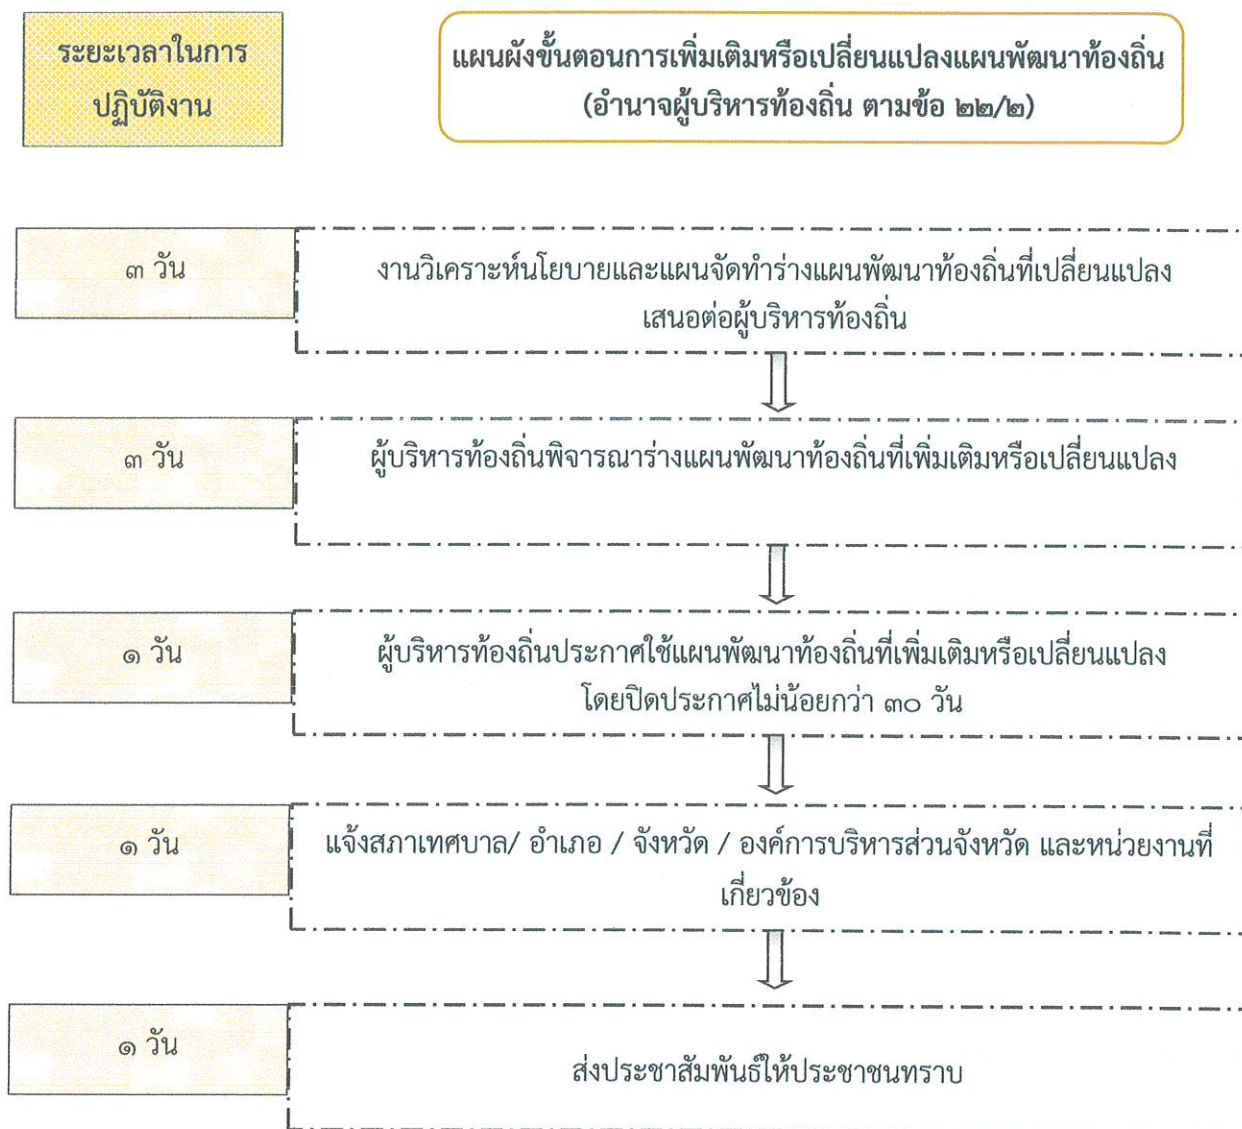 ระยะเวลาในการ
ปฏิบัติงาน
แผนผังขั้นตอนการเพิ่มเติมหรือเปลี่ยนแปลงแผนพัฒนาท้องถิ่น
(อำนาจผู้บริหารท้องถิ่น ตามข้อ ๒๒/๒)
๓ วัน
งานวิเคราะห์นโยบายและแผนจัดทำร่างแผนพัฒนาท้องถิ่นที่เปลี่ยนแปลง
เสนอต่อผู้บริหารท้องถิ่น
๓ วัน
ผู้บริหารท้องถิ่นพิจารณาร่างแผนพัฒนาท้องถิ่นที่เพิ่มเติมหรือเปลี่ยนแปลง
๑ วัน
ผู้บริหารท้องถิ่นประกาศใช้แผนพัฒนาท้องถิ่นที่เพิ่มเติมหรือเปลี่ยนแปลง
โดยปิดประกาศไม่น้อยกว่า ๓๐ วัน
๑ วัน
แจ้งสภาเทศบาล/ อำเภอ / จังหวัด / องค์การบริหารส่วนจังหวัด และหน่วยงานที่
เกี่ยวข้อง
๑ วัน
ส่งประชาสัมพันธ์ให้ประชาชนทราบ